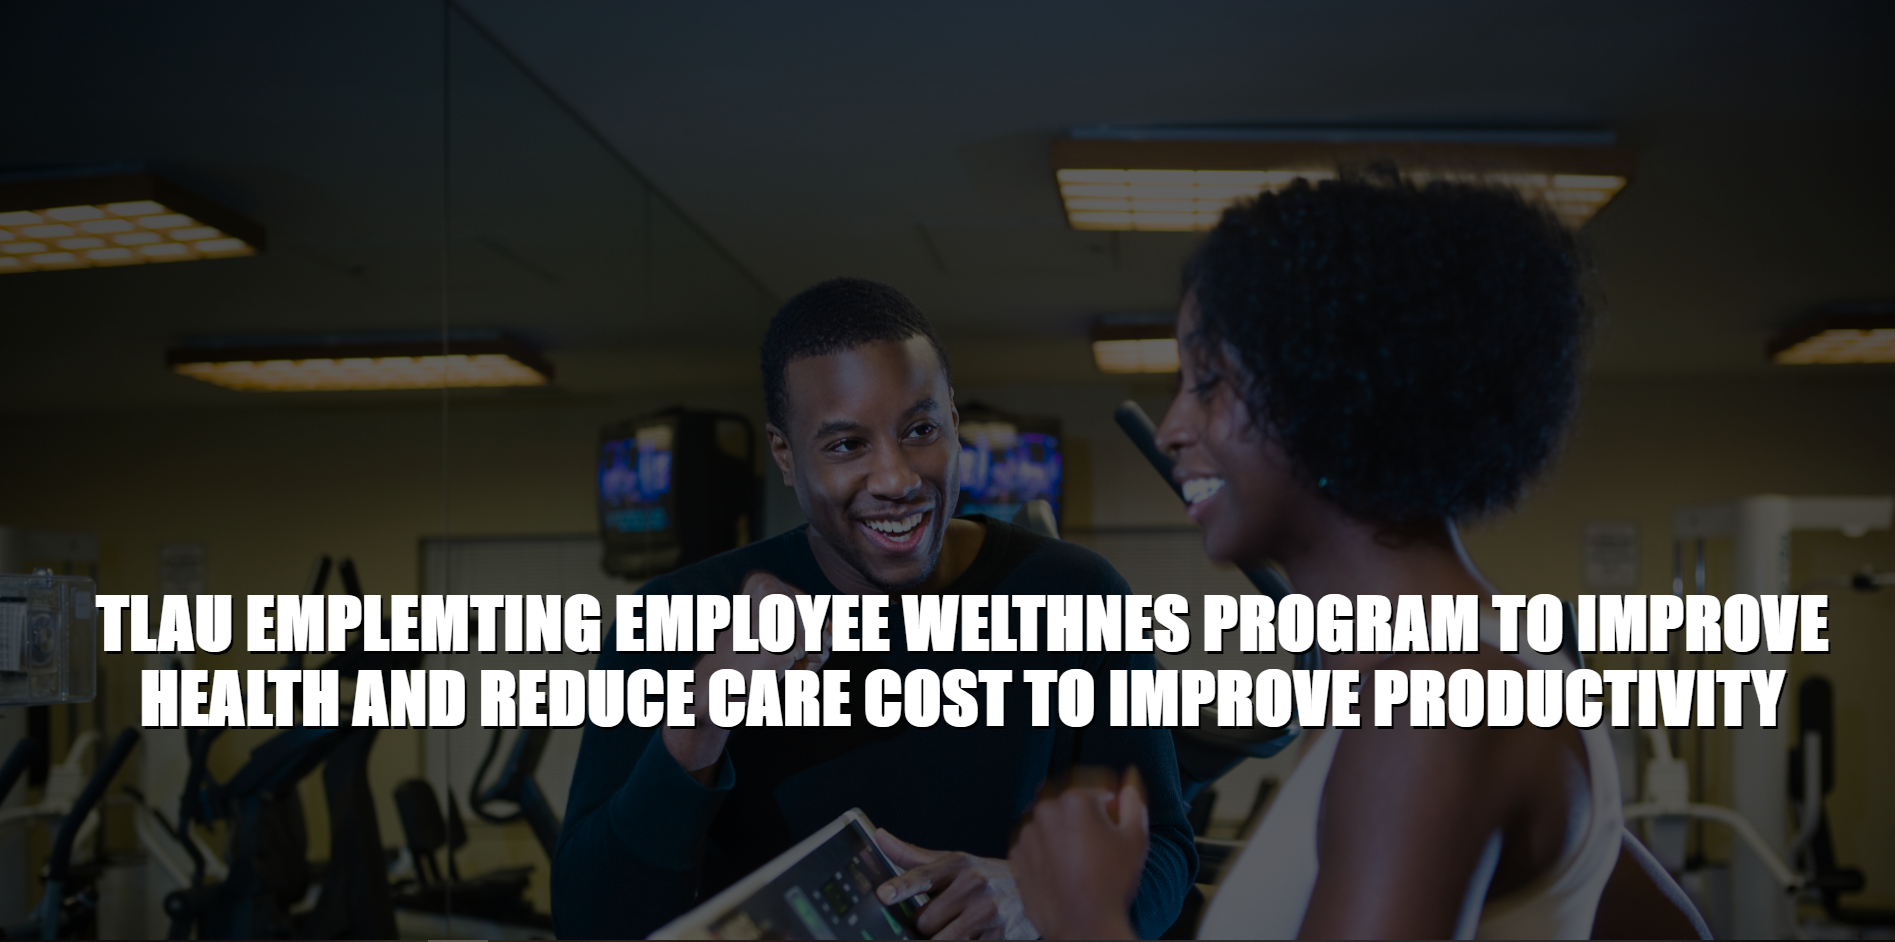 TLAU EMPLEMTING EMPLOYEE WELTHNES PROGRAM TO IMPROVE
HEALTH AND REDUCE CARE COST TO IMPROVE PRODUCTIVITY